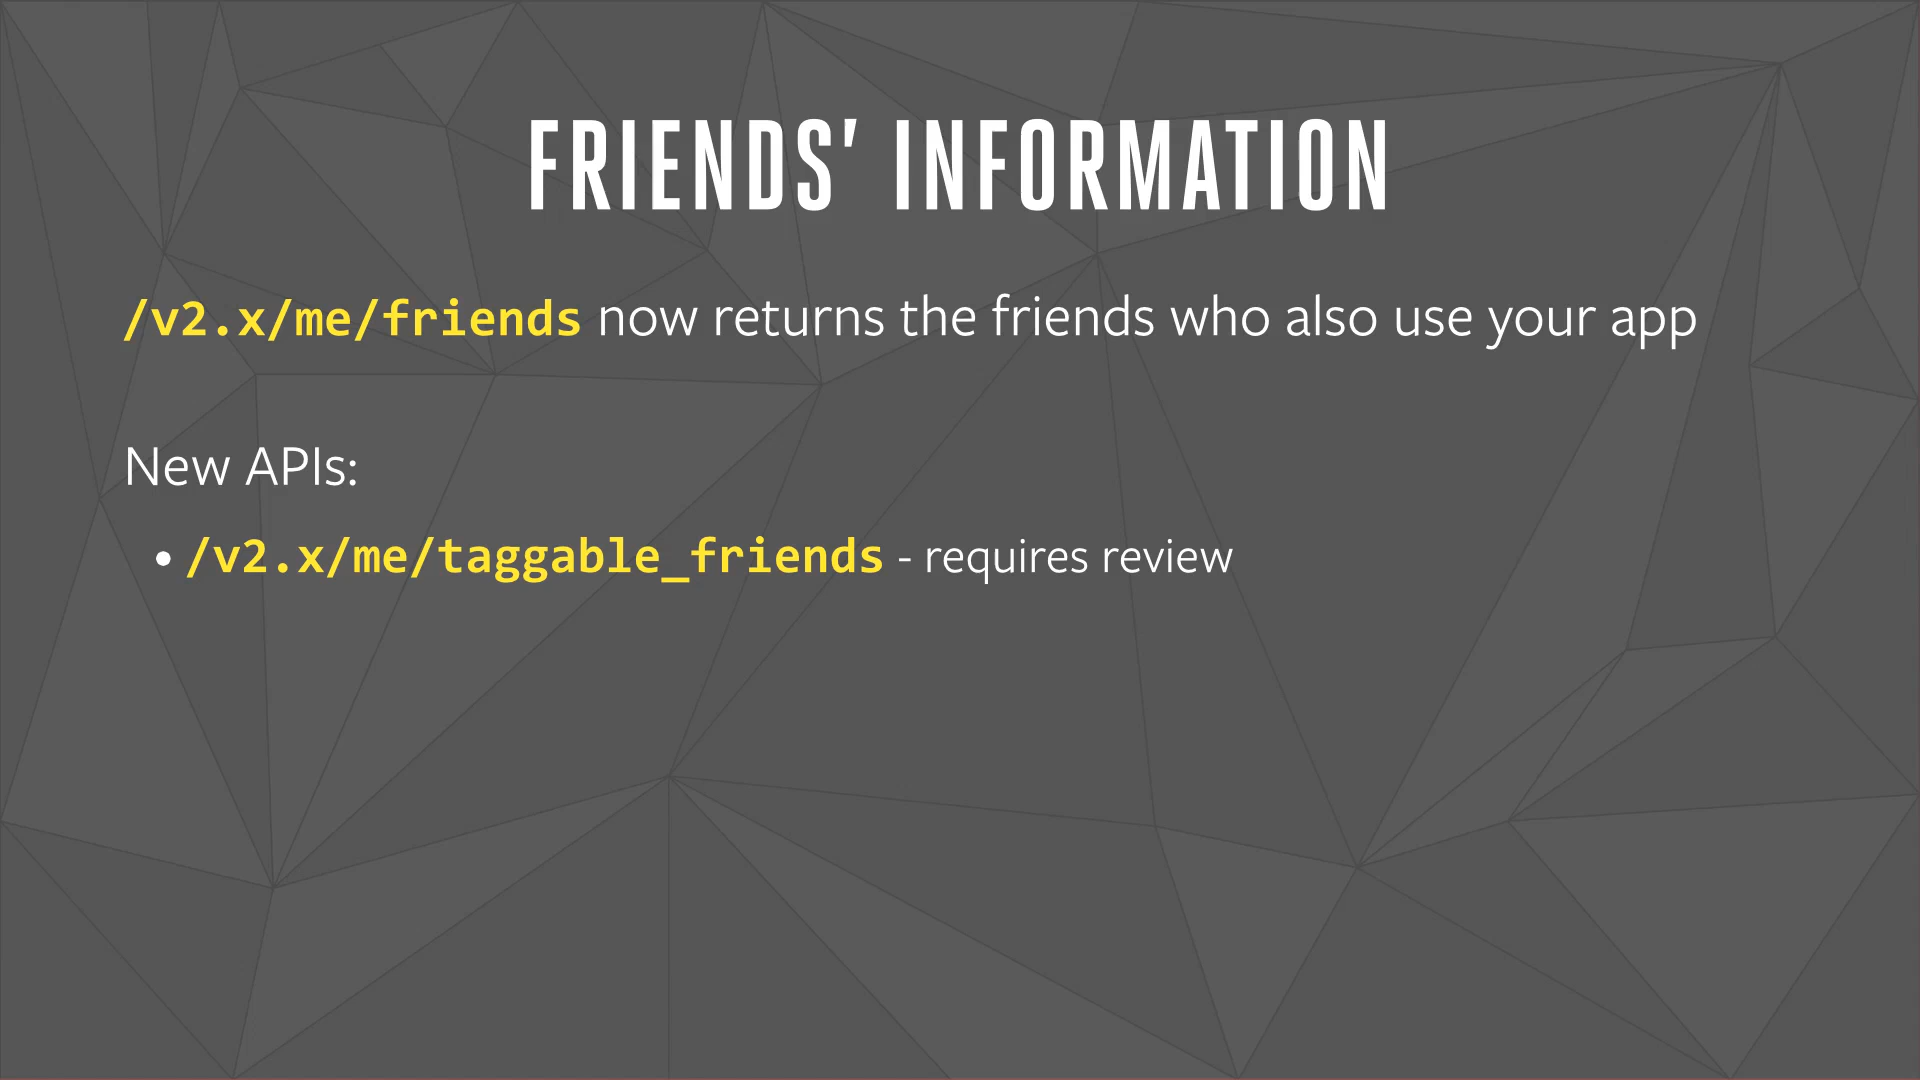 FRIENDS' INFORMATION
/v2.x/me/friends now returns the friends who also use your app
New APIs:
• /v2.x/me/taggable_friends - requires review